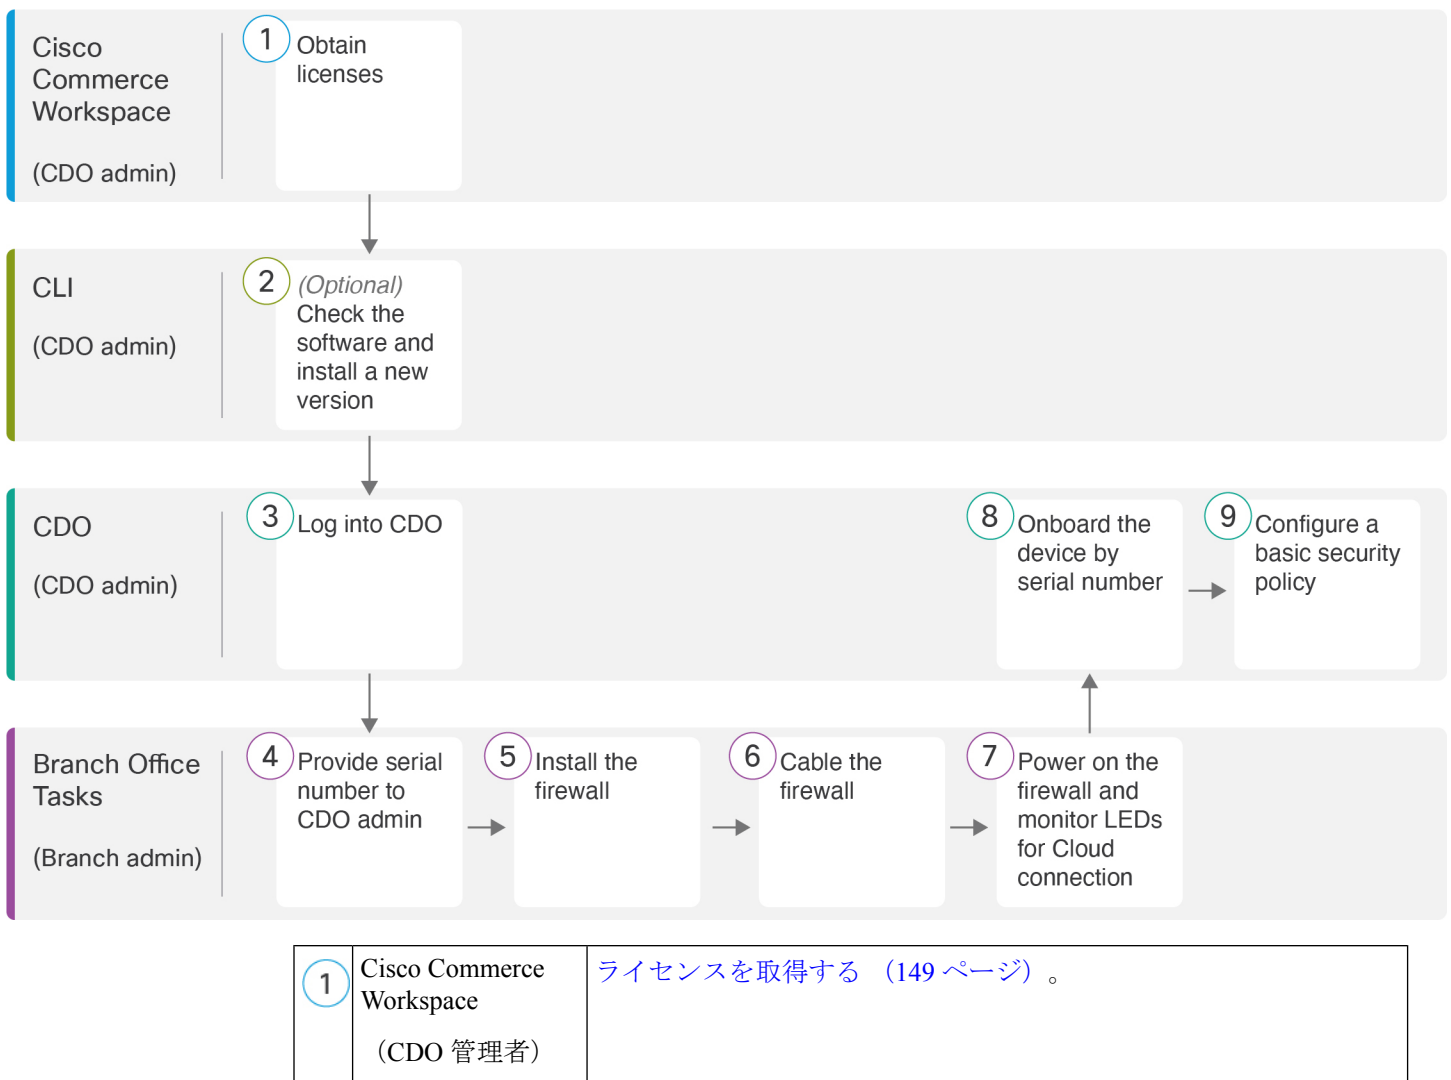 Cisco
Commerce
Workspace
(CDO admin)
1
Obtain
licenses
CLI
(CDO admin)
2
(Optional)
Check the
software and
install a new
version
CDO
(CDO admin)
3
Log into CDO
8
Onboard the
device by
serial number
9
Configure a
basic security
policy
Branch Office
Tasks
(Branch admin)
4
Provide serial
number to
CDO admin
5
Install the
firewall
6
Cable the
firewall
7
Power on the
firewall and
monitor LEDs
for Cloud
connection
1
Cisco Commerce
Workspace
（CDO 管理者）
ライセンスを取得する （149 ページ）。